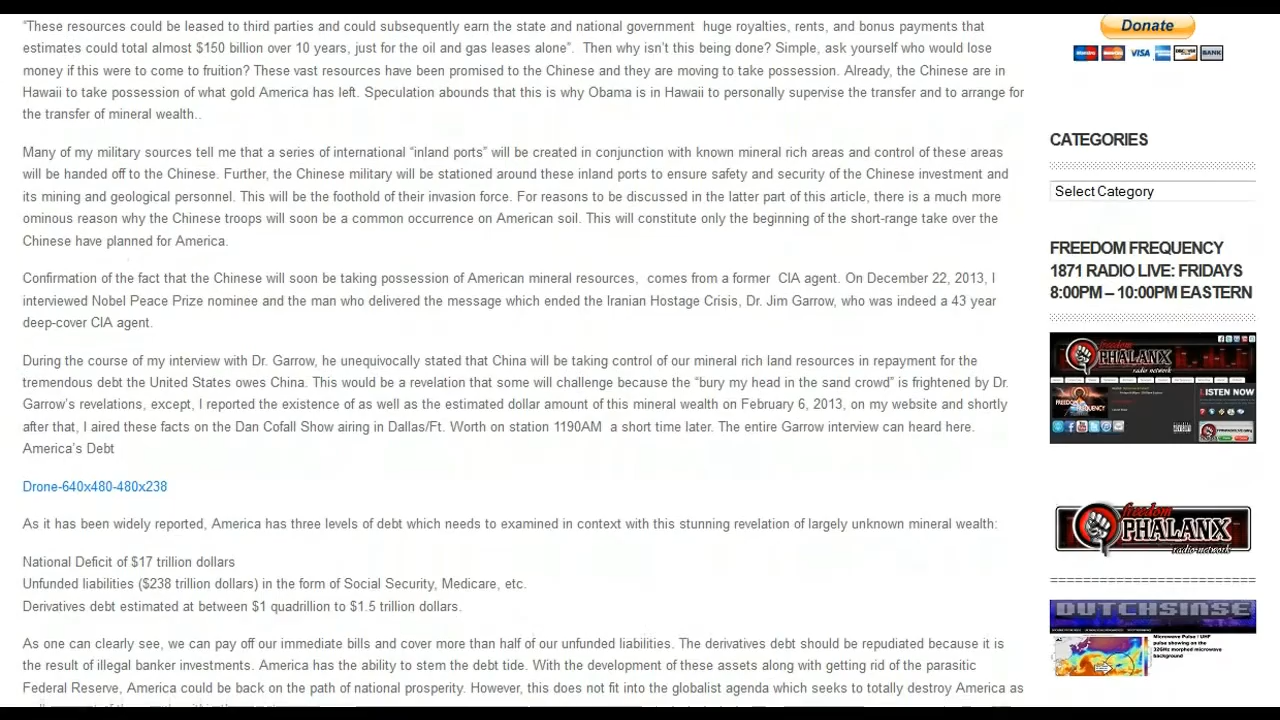 “These resources could be leased to third parties and could subsequently earn the state and national government  huge royalties, rents, and bonus payments that
estimates could total almost $150 billion over 10 years, just for the oil and gas leases alone”.  Then why isn’t this being done? Simple, ask yourself who would lose
money if this were to come to fruition? These vast resources have been promised to the Chinese and they are moving to take possession. Already, the Chinese are in
Hawaii to take possession of what gold America has left. Speculation abounds that this is why Obama is in Hawaii to personally supervise the transfer and to arrange for
the transfer of mineral wealth..
Many of my military sources tell me that a series of international “inland ports” will be created in conjunction with known mineral rich areas and control of these areas
will be handed off to the Chinese. Further, the Chinese military will be stationed around these inland ports to ensure safety and security of the Chinese investment and
its mining and geological personnel. This will be the foothold of their invasion force. For reasons to be discussed in the latter part of this article, there is a much more
ominous reason why the Chinese troops will soon be a common occurrence on American soil. This will constitute only the beginning of the short-range take over the
Chinese have planned for America.
Confirmation of the fact that the Chinese will soon be taking possession of American mineral resources,  comes from a former  CIA agent. On December 22, 2013, I
interviewed Nobel Peace Prize nominee and the man who delivered the message which ended the Iranian Hostage Crisis, Dr. Jim Garrow, who was indeed a 43 year
deep-cover CIA agent.
During the course of my interview with Dr. Garrow, he unequivocally stated that China will be taking control of our mineral rich land resources in repayment for the
tremendous debt the United States owes China. This would be a revelation that some will challenge because the “bury my head in the sand crowd” is frightened by Dr.
Garrow’s revelations, except, I reported the existence of and the estimated dollar amount of this mineral wealth on February 6, 2013, on my website and shortly
after that, I aired these facts on the Dan Cofall Show airing in Dallas/Ft. Worth on station 1190AM  a short time later. The entire Garrow interview can heard here.
America’s Debt
Drone-640x480-480x238
As it has been widely reported, America has three levels of debt which needs to examined in context with this stunning revelation of largely unknown mineral wealth:
National Deficit of $17 trillion dollars
Unfunded liabilities ($238 trillion dollars) in the form of Social Security, Medicare, etc.
Derivatives debt estimated at between $1 quadrillion to $1.5 trillion dollars.
As one can clearly see, we can pay off our immediate budget deficit and more than half of our unfunded liabilities. The derivatives debt should be repudiated because it is
the result of illegal banker investments. America has the ability to stem the red tide. With the development of these assets along with getting rid of the parasitic
Federal Reserve, America could be back on the path of national prosperity. However, this does not fit into the globalist agenda which seeks to totally destroy America as
Donate
VISA
BANK
CATEGORIES
Select Category
FREEDOM FREQUENCY
1871 RADIO LIVE: FRIDAYS
8:00PM – 10:00PM EASTERN
freedom
PHALANX
radio network
LISTEN NOW
FREEDOM
FREQUENCY
freedom
PHALANX
radio network
==========================
DUTCHSINSE
Microwave Pulse / UHF
pulse showing on the
32GHz morphed microwave
background